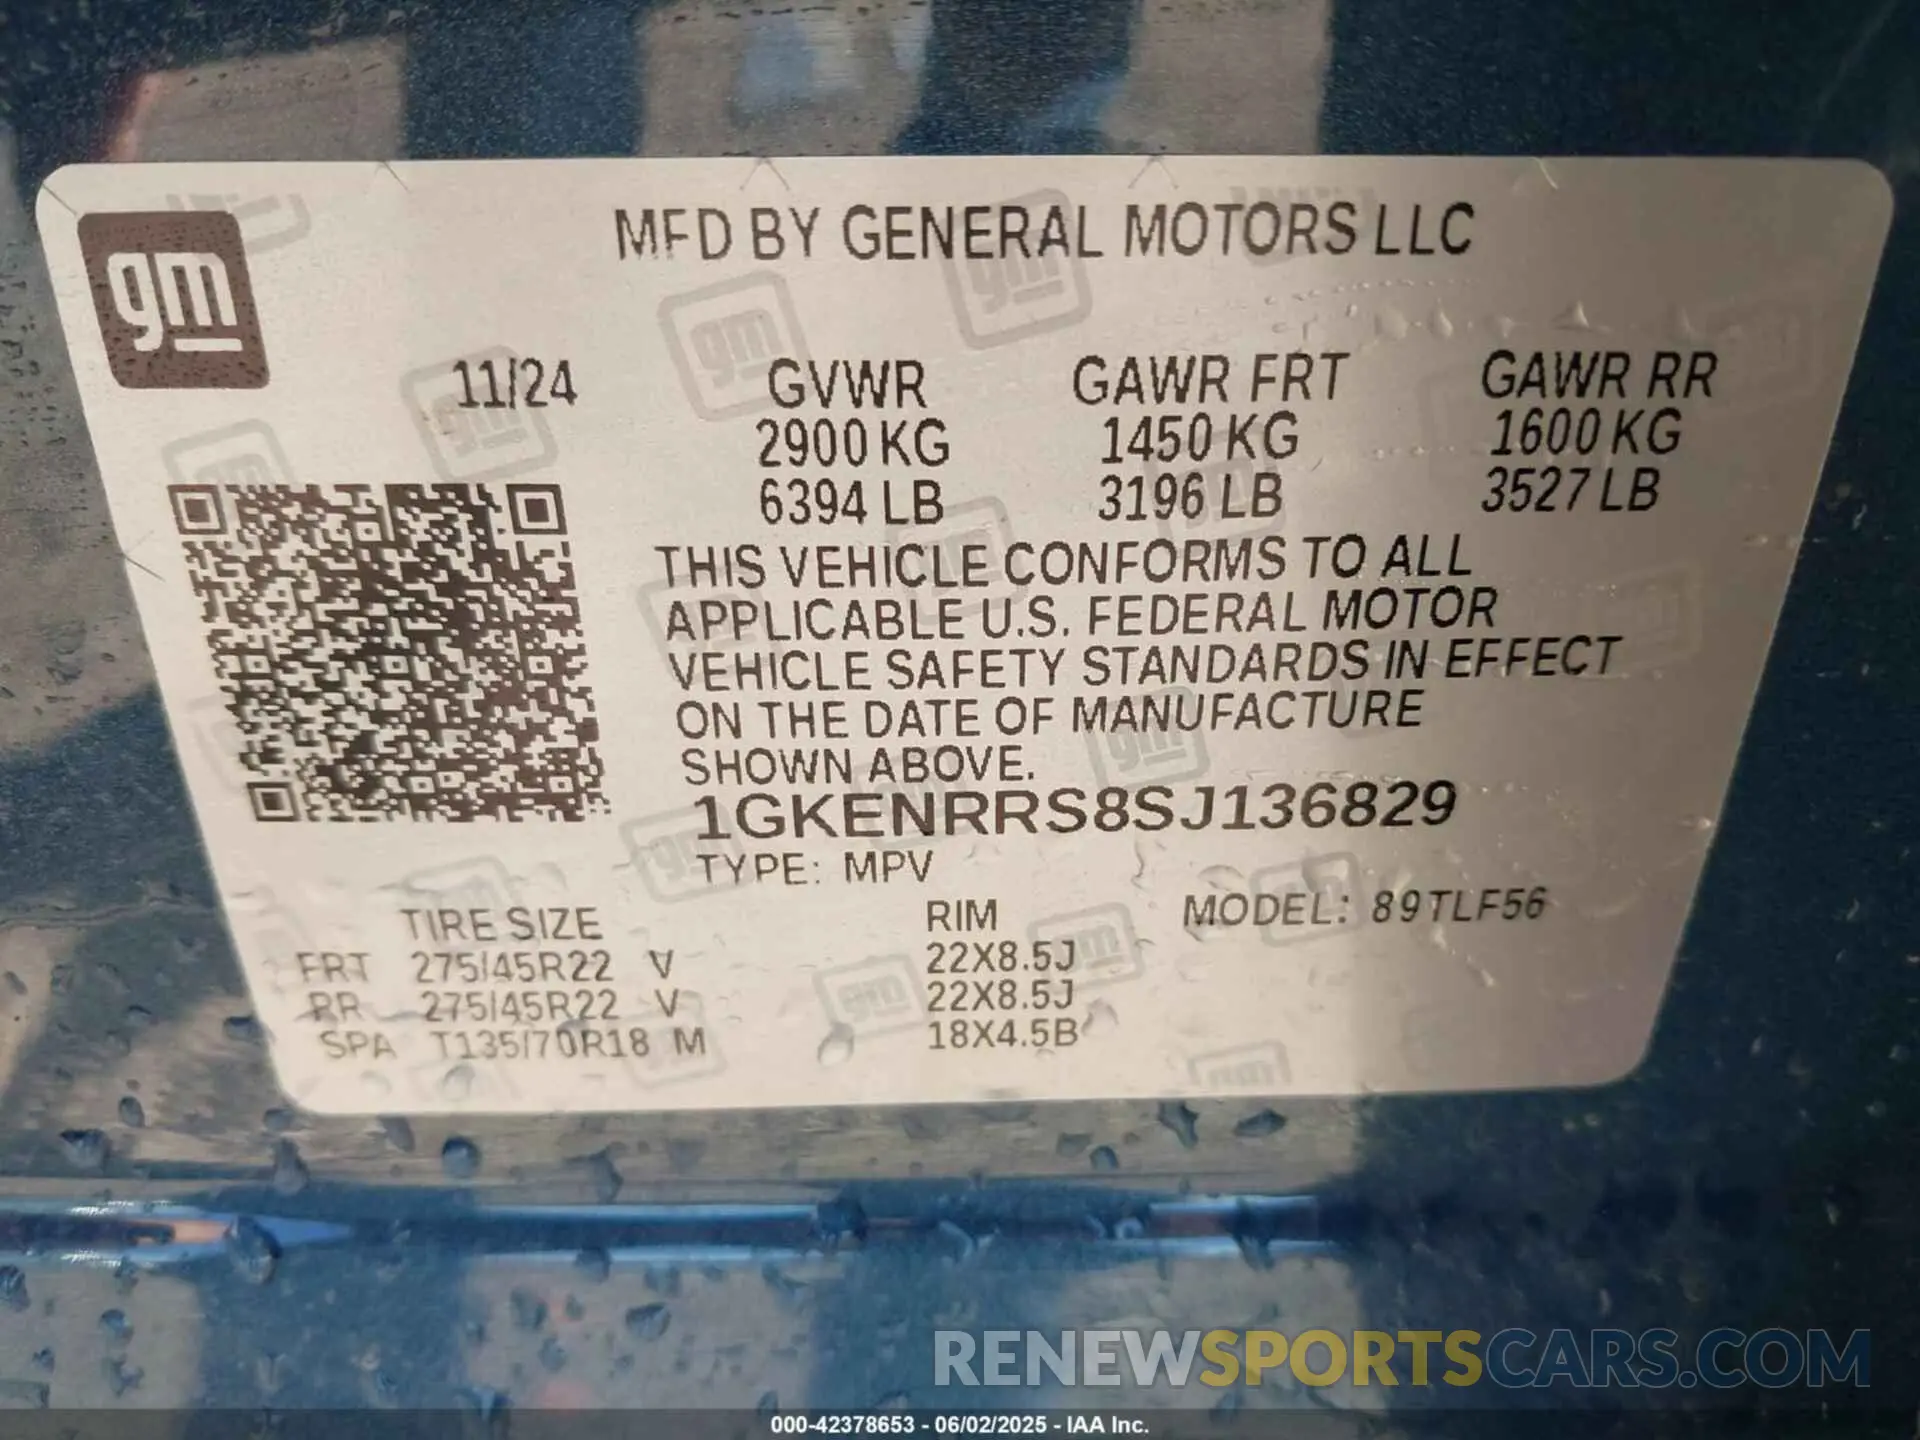 gm
MFD BY GENERAL MOTORS LLC
11/24 GVWR GAWR FRT GAWR RR
2900 KG 1450 KG 1600 KG
6394 LB 3196 LB 3527 LB
THIS VEHICLE CONFORMS TO ALL
APPLICABLE U.S. FEDERAL MOTOR
VEHICLE SAFETY STANDARDS IN EFFECT
ON THE DATE OF MANUFACTURE
SHOWN ABOVE.
1GKENRRS8SJ136829
TYPE: MPV
TIRE SIZE RIM MODEL: 89TLF56
FRT 275/45R22 V 22X8.5J
RR 275/45R22 V 22X8.5J
SPA T135/70R18 M 18X4.5B
RENEWSPORTSCARS.COM
000-42378653 - 06/02/2025 - IAA Inc.